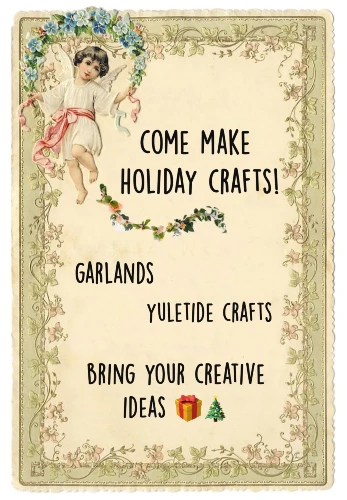 COME MAKE
HOLIDAY CRAFTS!
GARLANDS
YULETIDE CRAFTS
BRING YOUR CREATIVE
IDEAS 🎁🎄